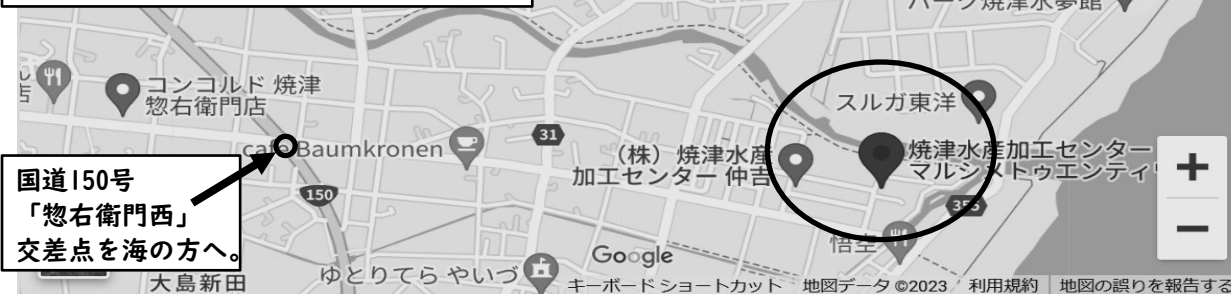 パーク焼津水夢館
店
コンコルド 焼津
惣右衛門店
スルガ東洋
cafe Baumkronen
31
(株)焼津水産
加工センター 仲吉
焼津水産加工センター
マルシメトゥエンティ
国道150号
「惣右衛門西」
交差点を海の方へ。
150
355
悟空
+
−
Google
大島新田
ゆとりてら やいづ
キーボード ショートカット
地図データ ©2023
利用規約
地図の誤りを報告する